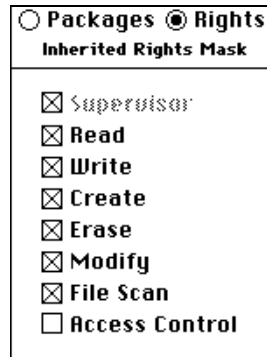 Packages Rights
Inherited Rights Mask
Supervisor
Read
Write
Create
Erase
Modify
File Scan
Access Control